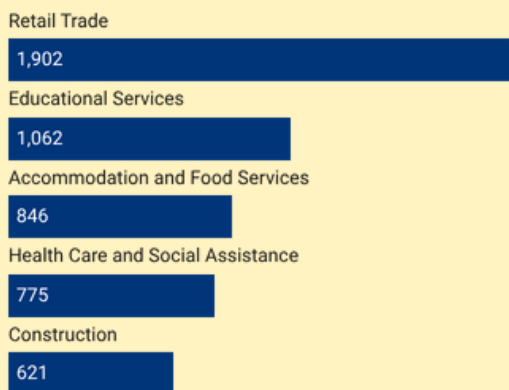 Retail Trade
1,902
Educational Services
1,062
Accommodation and Food Services
846
Health Care and Social Assistance
775
Construction
621